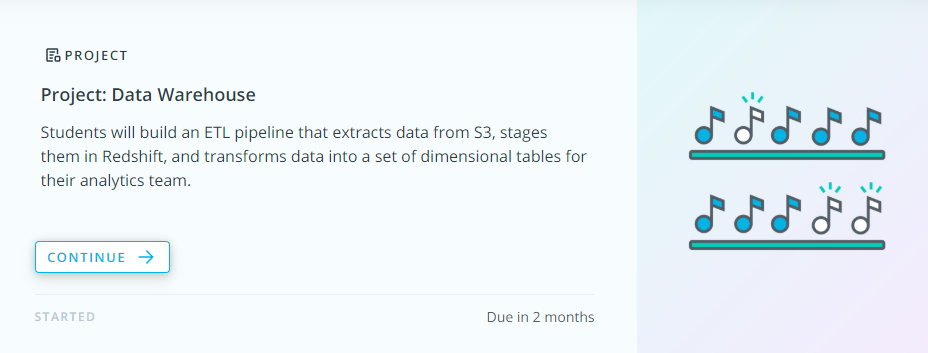 PROJECT
Project: Data Warehouse
Students will build an ETL pipeline that extracts data from S3, stages
them in Redshift, and transforms data into a set of dimensional tables for
their analytics team.
CONTINUE
STARTED
Due in 2 months